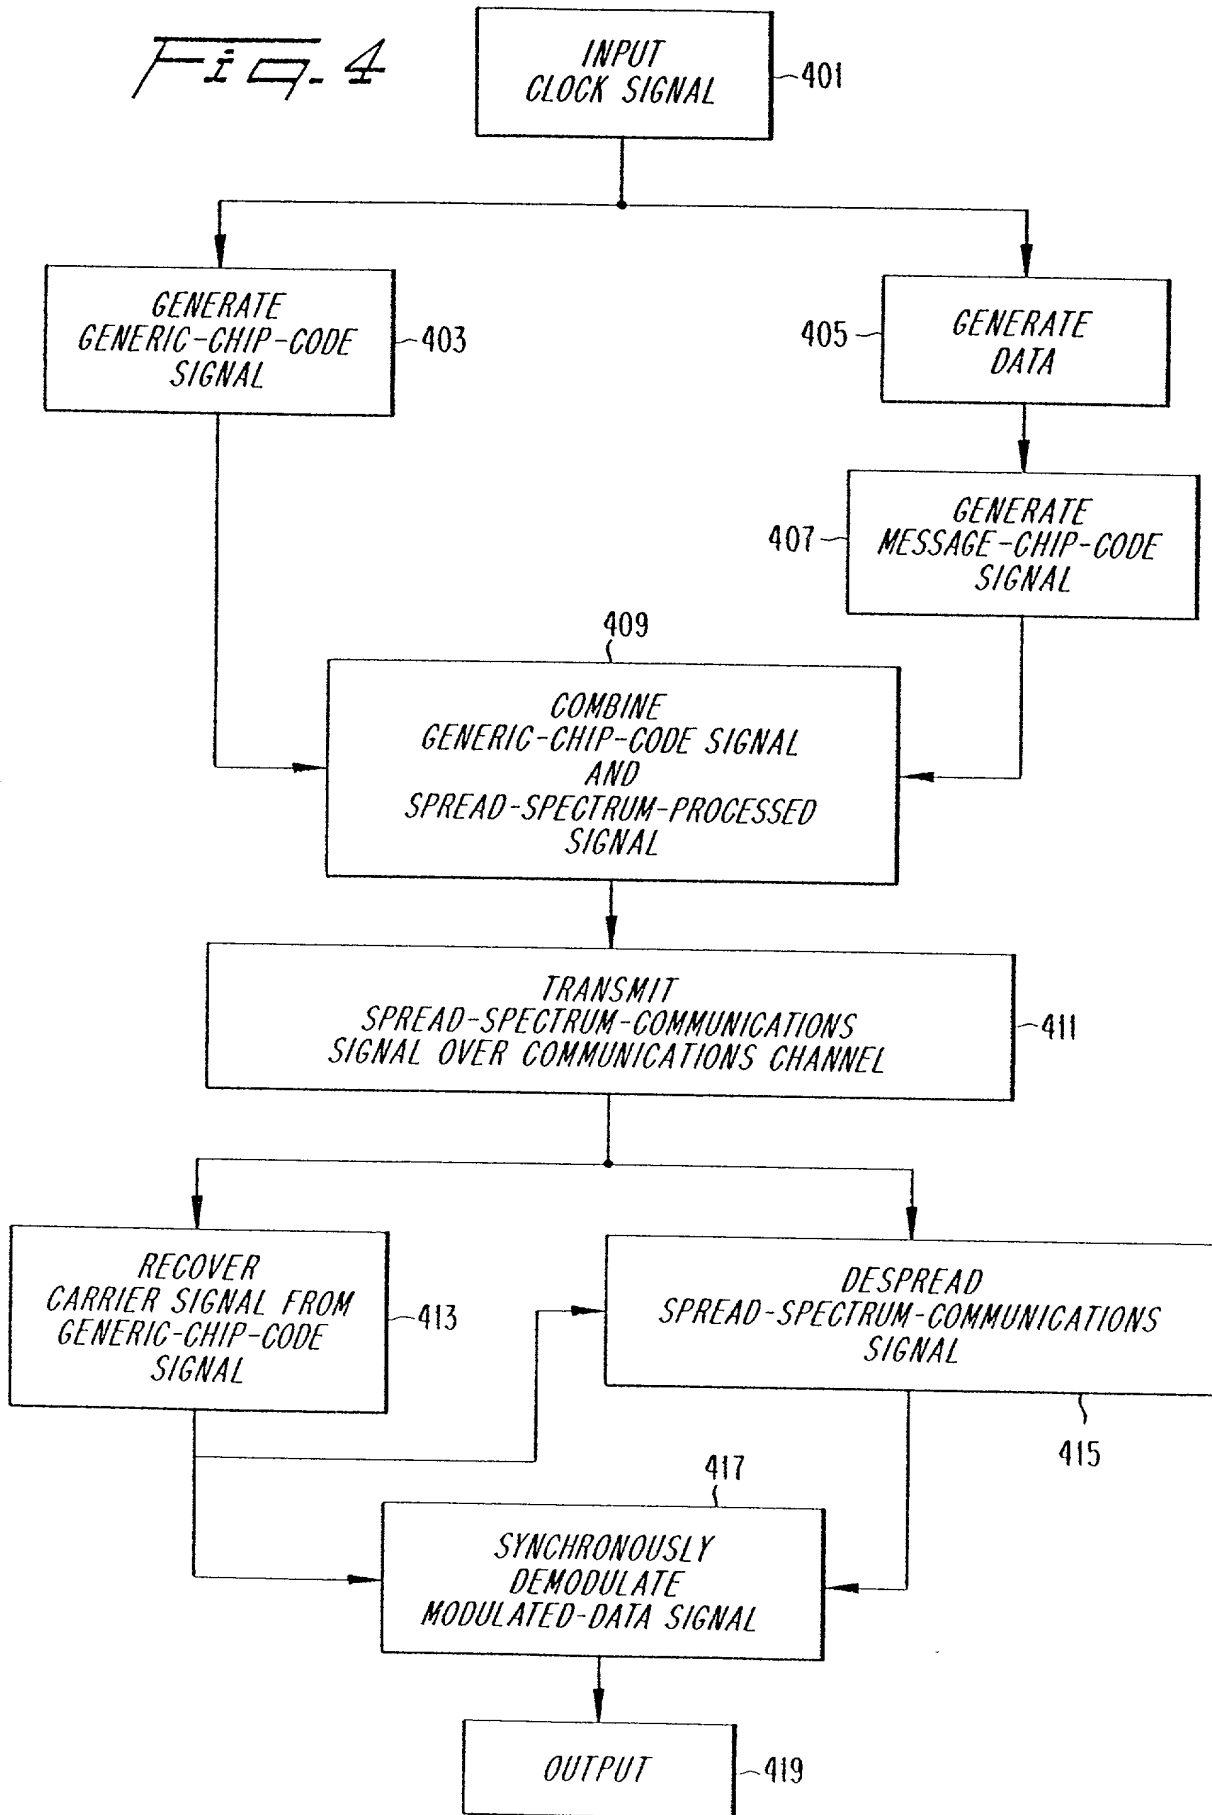 Fig. 4
INPUT
CLOCK SIGNAL
401
GENERATE
GENERIC-CHIP-CODE
SIGNAL
403
405
GENERATE
DATA
407
GENERATE
MESSAGE-CHIP-CODE
SIGNAL
409
COMBINE
GENERIC-CHIP-CODE SIGNAL
AND
SPREAD-SPECTRUM-PROCESSED
SIGNAL
TRANSMIT
SPREAD-SPECTRUM-COMMUNICATIONS
SIGNAL OVER COMMUNICATIONS CHANNEL
411
RECOVER
CARRIER SIGNAL FROM
GENERIC-CHIP-CODE
SIGNAL
413
DESPREAD
SPREAD-SPECTRUM-COMMUNICATIONS
SIGNAL
415
417
SYNCHRONOUSLY
DEMODULATE
MODULATED-DATA SIGNAL
OUTPUT
419